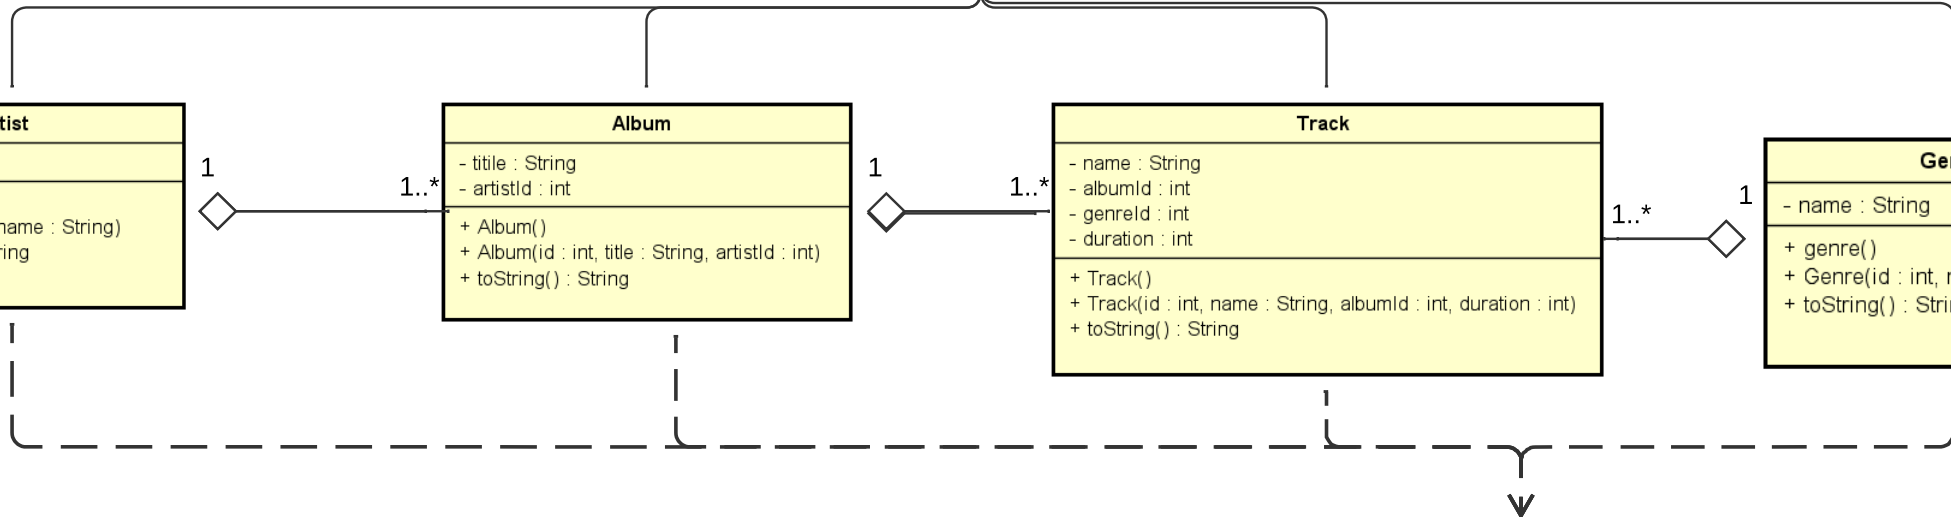 tist
name : String)
ring
1
1..*
Album
- titile : String
- artistId : int
+ Album()
+ Album(id : int, title : String, artistId : int)
+ toString() : String
1
1..*
Track
- name : String
- albumId : int
- genreId : int
- duration : int
+ Track()
+ Track(id : int, name : String, albumId : int, duration : int)
+ toString() : String
1..*
1
Ge
- name : String
+ genre()
+ Genre(id : int,
+ toString() : Stri